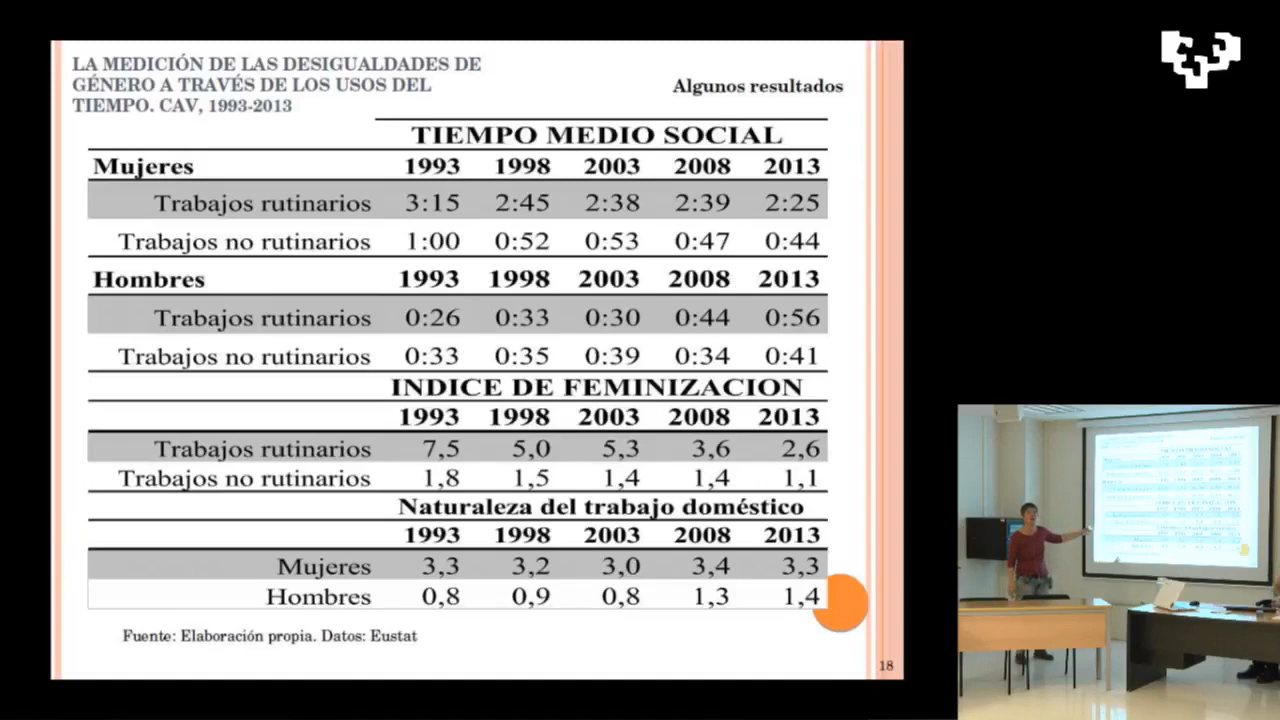 LA MEDICIÓN DE LAS DESIGUALDADES DE
GÉNERO A TRAVÉS DE LOS USOS DEL
TIEMPO. CAV, 1993-2013
Algunos resultados
TIEMPO MEDIO SOCIAL
Mujeres 1993 1998 2003 2008 2013
Trabajos rutinarios 3:15 2:45 2:38 2:39 2:25
Trabajos no rutinarios 1:00 0:52 0:53 0:47 0:44
Hombres 1993 1998 2003 2008 2013
Trabajos rutinarios 0:26 0:33 0:30 0:44 0:56
Trabajos no rutinarios 0:33 0:35 0:39 0:34 0:41
INDICE DE FEMINIZACION
1993 1998 2003 2008 2013
Trabajos rutinarios 7,5 5,0 5,3 3,6 2,6
Trabajos no rutinarios 1,8 1,5 1,4 1,4 1,1
Naturaleza del trabajo doméstico
1993 1998 2003 2008 2013
Mujeres 3,3 3,2 3,0 3,4 3,3
Hombres 0,8 0,9 0,8 1,3 1,4
Fuente: Elaboración propia. Datos: Eustat
18